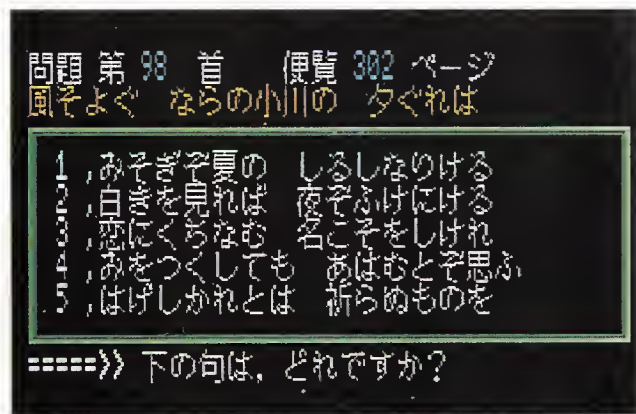 問題 第 98 首 便覧 302 ページ
風そよぐ ならの小川の 夕ぐれは
1 ,みそぎぞ夏の しるしなりける
2 ,白きを見れば 夜ぞふけにける
3 ,恋にくちなむ 名こそをしけれ
4 ,みをつくしても あはむとぞ思ふ
5 ,はげしかれとは 祈らぬものを
=====》 下の句は, どれですか?